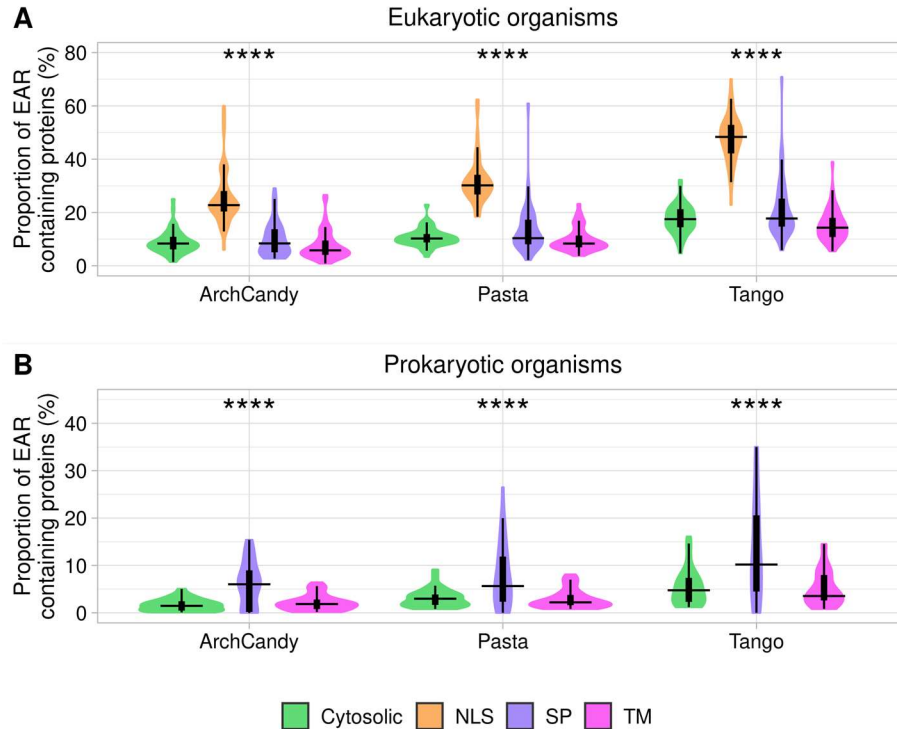 A
Eukaryotic organisms
Proportion of EAR
containing proteins (%)
80
60
40
20
0
**** **** ****
ArchCandy Pasta Tango
B
Prokaryotic organisms
Proportion of EAR
containing proteins (%)
40
30
20
10
0
**** **** ****
ArchCandy Pasta Tango
Cytosolic NLS SP TM